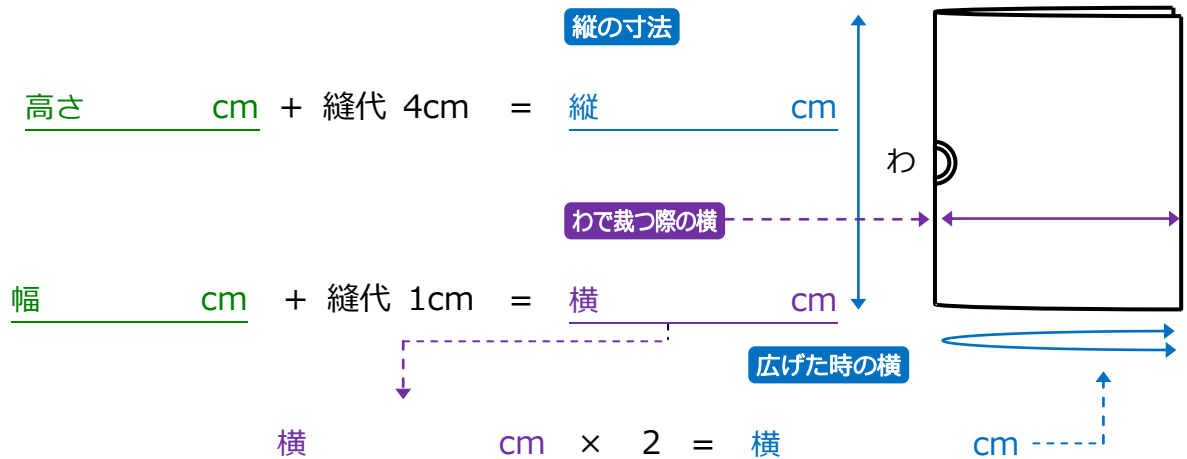 縦の寸法
高さ cm + 縫代 4cm = 縦 cm
わ
わで裁つ際の横
幅 cm + 縫代 1cm = 横 cm
広げた時の横
横 cm × 2 = 横 cm